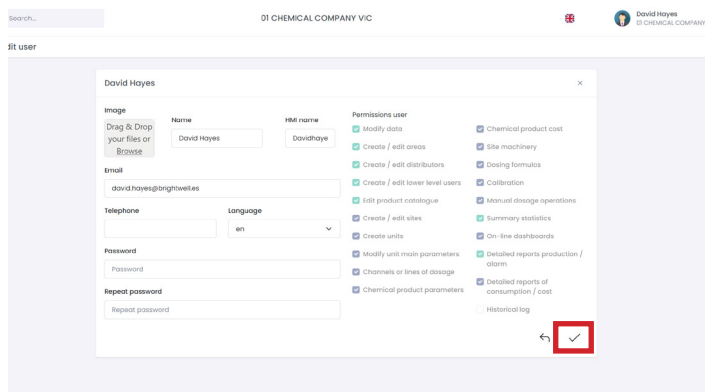 Search...
01 CHEMICAL COMPANY VIC
David Hayes
01 CHEMICAL COMPANY
dit user
David Hayes
×
Image
Drag & Drop
your files or
Browse
Name
David Hayes
HMI name
Davidhaye
Email
david.hayes@brightwell.es
Telephone
Language
en
Password
Password
Repeat password
Repeat password
Permissions user
Modify data
Create / edit areas
Create / edit distributors
Create / edit lower level users
Edit product catalogue
Create / edit sites
Create units
Modify unit main parameters
Channels or lines of dosage
Chemical product parameters
Chemical product cost
Site machinery
Dosing formulas
Calibration
Manual dosage operations
Summary statistics
On-line dashboards
Detailed reports production /
alarm
Detailed reports of
consumption / cost
Historical log